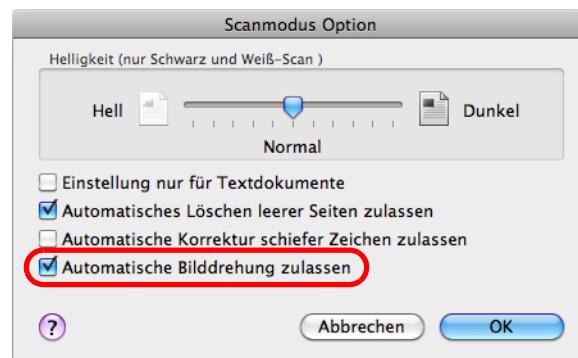 Scanmodus Option
Helligkeit (nur Schwarz und Weiß-Scan )
Hell Dunkel
Normal
Einstellung nur für Textdokumente
Automatisches Löschen leerer Seiten zulassen
Automatische Korrektur schiefer Zeichen zulassen
Automatische Bilddrehung zulassen
? Abbrechen OK